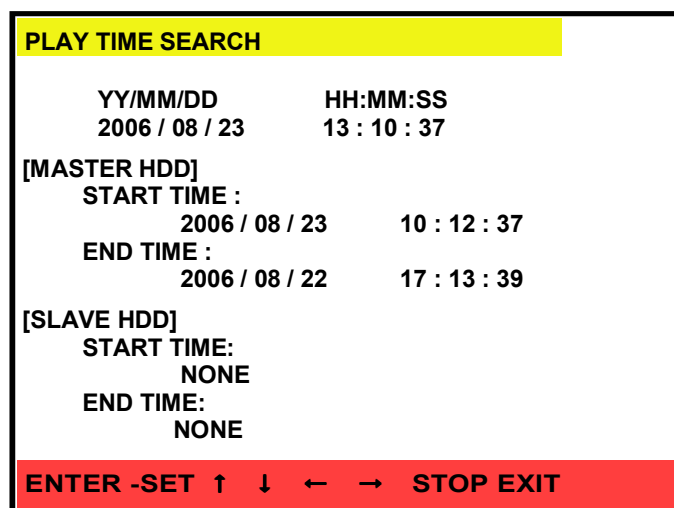 PLAY TIME SEARCH
YY/MM/DD HH:MM:SS
2006 / 08 / 23 13 : 10 : 37
[MASTER HDD]
START TIME :
2006 / 08 / 23 10 : 12 : 37
END TIME :
2006 / 08 / 22 17 : 13 : 39
[SLAVE HDD]
START TIME:
NONE
END TIME:
NONE
ENTER -SET ↑ ↓ ← → STOP EXIT